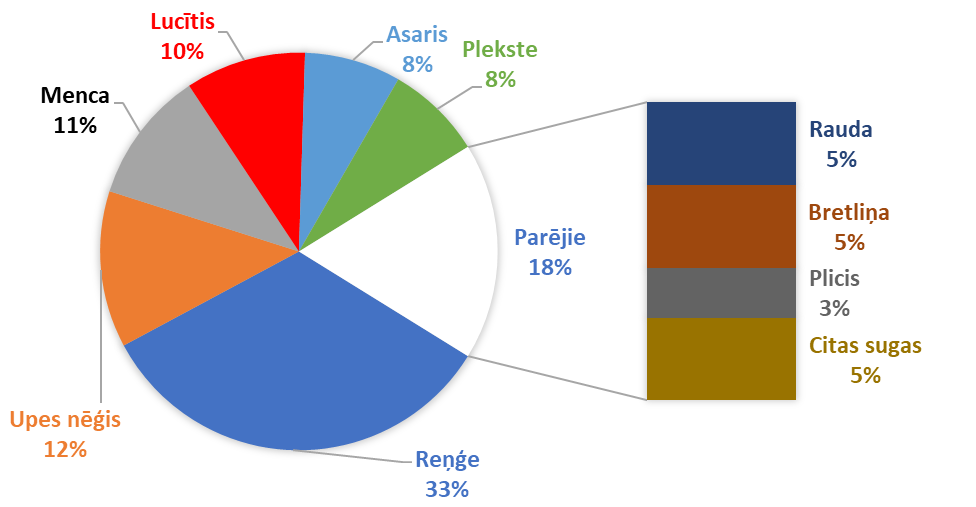 Lucītis
10%
Asaris
8%
Plekste
8%
Menca
11%
Rauda
5%
Bretliņa
5%
Parējie
18%
Plicis
3%
Citas sugas
5%
Upes nēģis
12%
Reņģe
33%